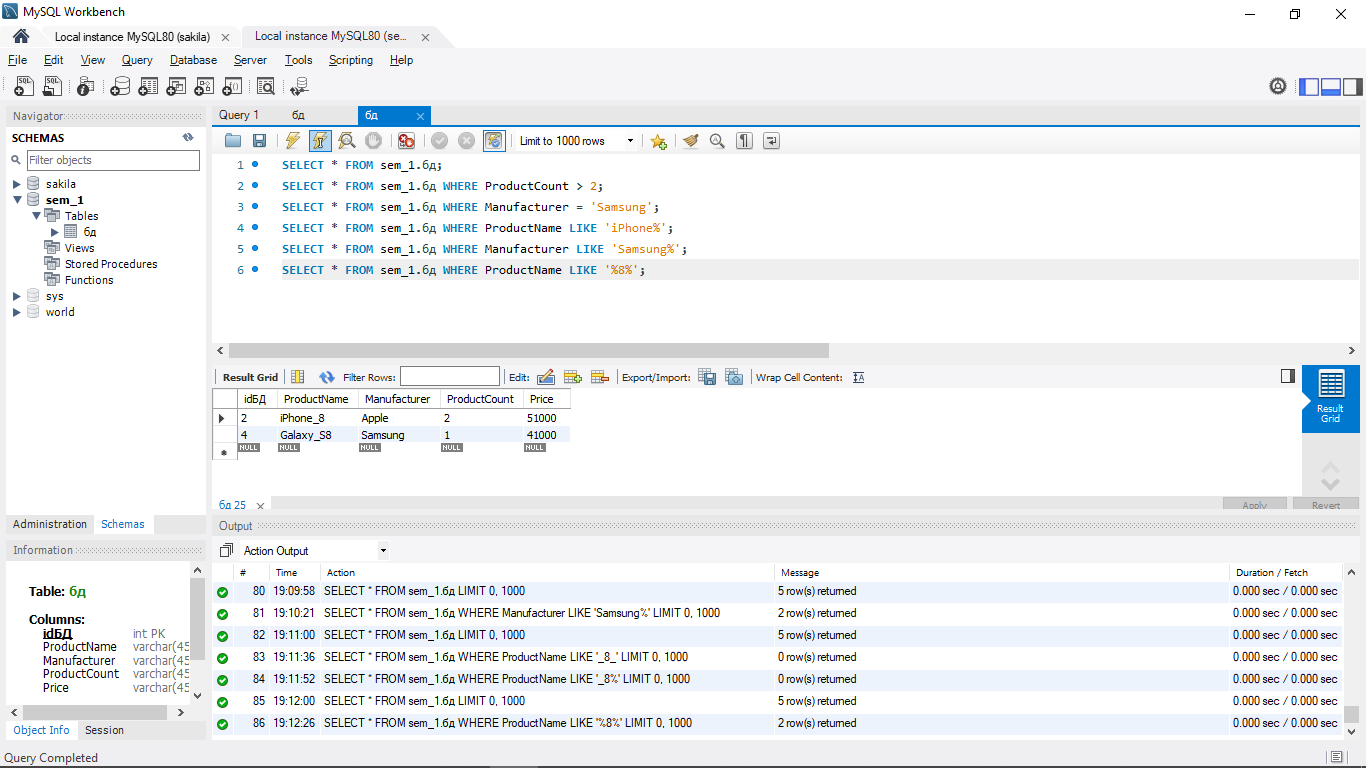 MySQL Workbench
Local instance MySQL80 (sakila)
Local instance MySQL80 (se...
File Edit View Query Database Server Tools Scripting Help
Navigator
SCHEMAS
Filter objects
sakila
sem_1
Tables
бд
Views
Stored Procedures
Functions
sys
world
Administration Schemas
Information
Table: бд
Columns:
idБД int PK
ProductName varchar(45
Manufacturer varchar(45
ProductCount varchar(45
Price varchar(45
Object Info Session
Query 1 бд бд
Limit to 1000 rows
1 SELECT * FROM sem_1.бд;
2 SELECT * FROM sem_1.бд WHERE ProductCount > 2;
3 SELECT * FROM sem_1.бд WHERE Manufacturer = 'Samsung';
4 SELECT * FROM sem_1.бд WHERE ProductName LIKE 'iPhone%';
5 SELECT * FROM sem_1.бд WHERE Manufacturer LIKE 'Samsung%';
6 SELECT * FROM sem_1.бд WHERE ProductName LIKE '%8%';
Result Grid Filter Rows: Edit: Export/Import: Wrap Cell Content:
idБД ProductName Manufacturer ProductCount Price
2 iPhone_8 Apple 2 51000
4 Galaxy_S8 Samsung 1 41000
NULL NULL NULL NULL NULL
Result
Grid
бд 25
Apply Revert
Output
Action Output
# Time Action Message Duration / Fetch
80 19:09:58 SELECT * FROM sem_1.бд LIMIT 0, 1000 5 row(s) returned 0.000 sec / 0.000 sec
81 19:10:21 SELECT * FROM sem_1.бд WHERE Manufacturer LIKE 'Samsung%' LIMIT 0, 1000 2 row(s) returned 0.000 sec / 0.000 sec
82 19:11:00 SELECT * FROM sem_1.бд LIMIT 0, 1000 5 row(s) returned 0.000 sec / 0.000 sec
83 19:11:36 SELECT * FROM sem_1.бд WHERE ProductName LIKE '_8_' LIMIT 0, 1000 0 row(s) returned 0.000 sec / 0.000 sec
84 19:11:52 SELECT * FROM sem_1.бд WHERE ProductName LIKE '_8%' LIMIT 0, 1000 0 row(s) returned 0.000 sec / 0.000 sec
85 19:12:00 SELECT * FROM sem_1.бд LIMIT 0, 1000 5 row(s) returned 0.000 sec / 0.000 sec
86 19:12:26 SELECT * FROM sem_1.бд WHERE ProductName LIKE '%8%' LIMIT 0, 1000 2 row(s) returned 0.000 sec / 0.000 sec
Query Completed